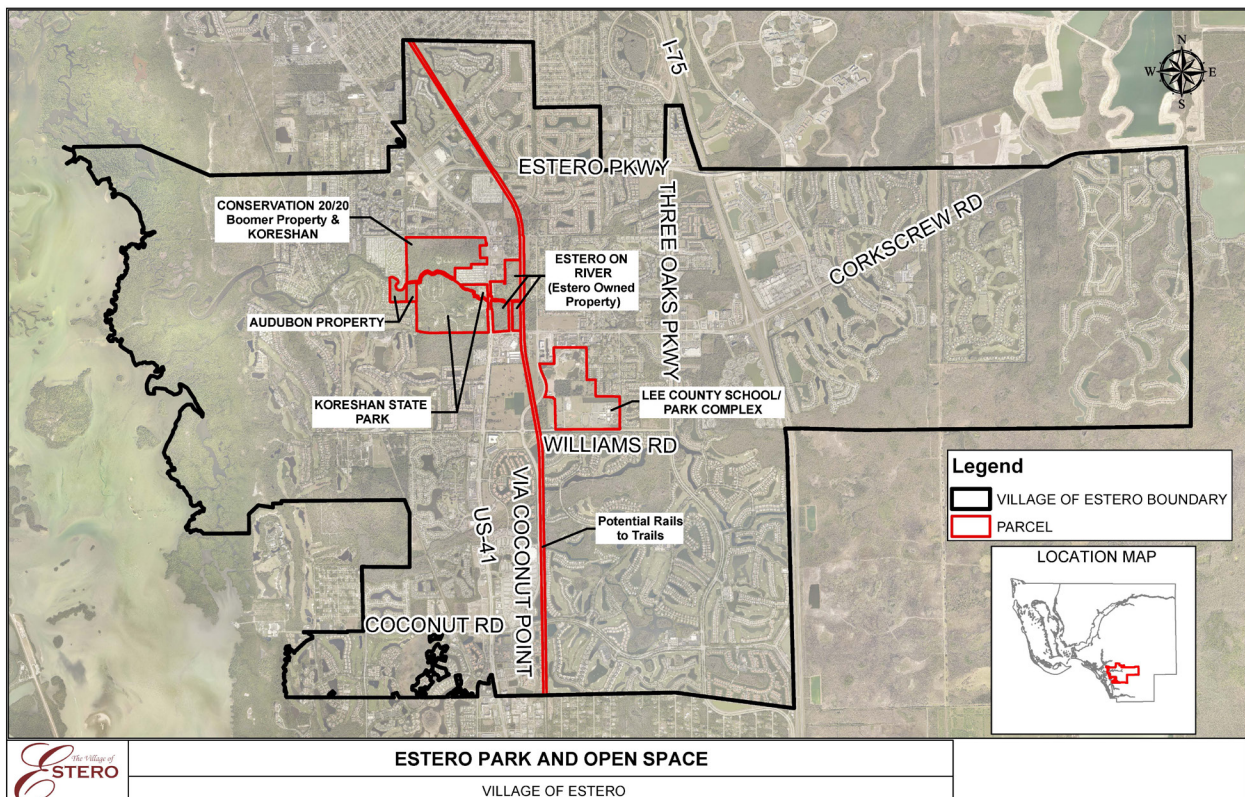 I-75
N
W
E
S
ESTERO PKWY
THREE OAKS PKWY
CORKSCREW RD
CONSERVATION 20/20
Boomer Property &
KORESHAN
ESTERO ON
RIVER
(Estero Owned
Property)
AUDUBON PROPERTY
KORESHAN STATE
PARK
LEE COUNTY SCHOOL/
PARK COMPLEX
WILLIAMS RD
VIA COCONUT POINT
US-41
Potential Rails
to Trails
COCONUT RD
Legend
VILLAGE OF ESTERO BOUNDARY
PARCEL
LOCATION MAP
The Village of
ESTERO
ESTERO PARK AND OPEN SPACE
VILLAGE OF ESTERO